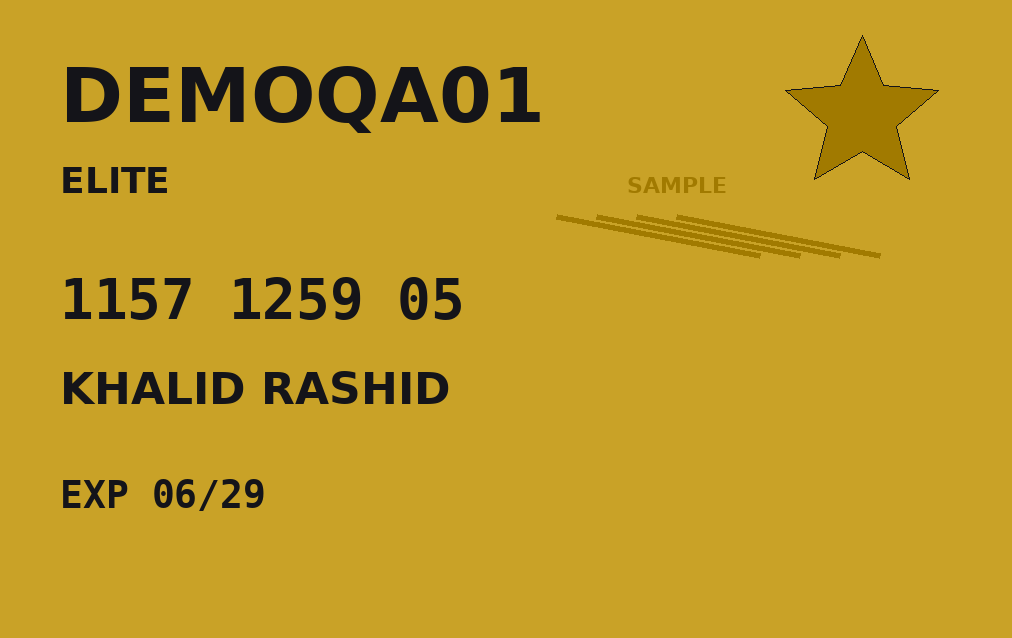 DEMOQA01
ELITE
SAMPLE
1157 1259 05
KHALID RASHID
EXP 06/29